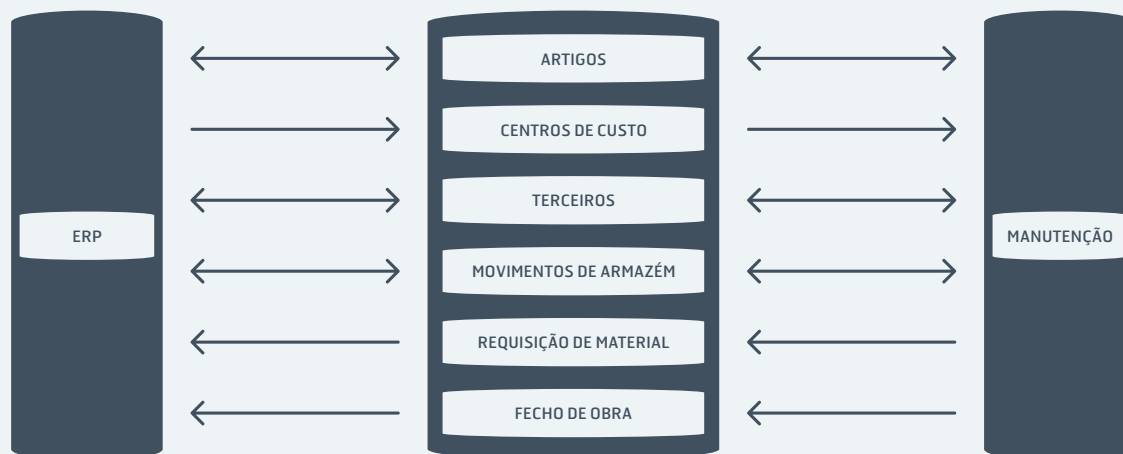 ARTIGOS
CENTROS DE CUSTO
TERCEIROS
ERP
MANUTENÇÃO
MOVIMENTOS DE ARMAZÉM
REQUISIÇÃO DE MATERIAL
FECHO DE OBRA